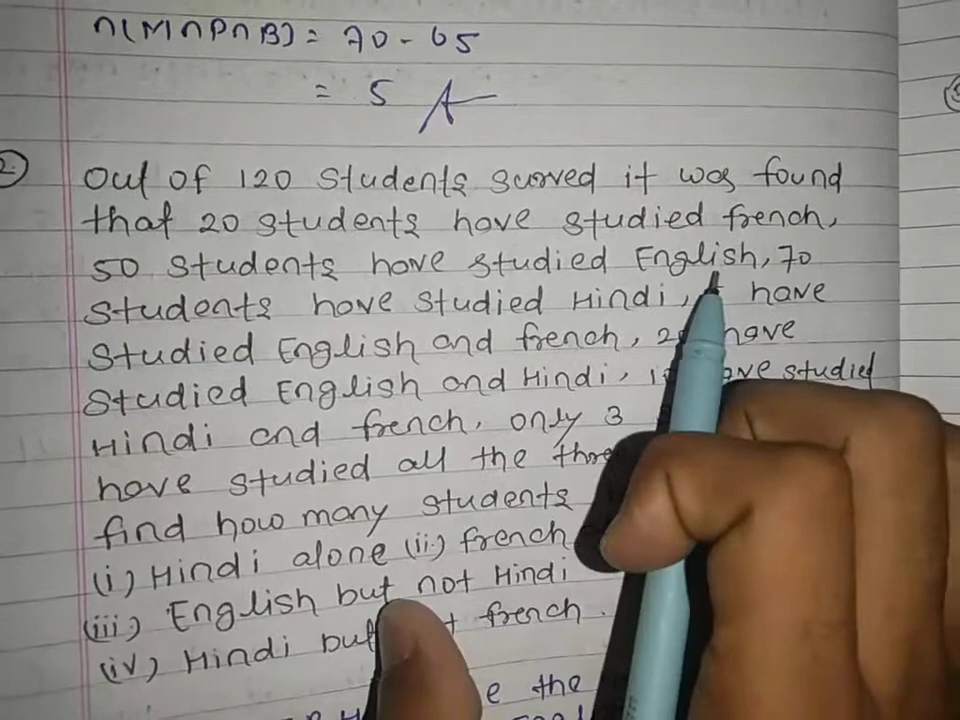 n(M∩P∩B) = 70-65
= 5 A
2. Out of 120 students surved it was found
that 20 students have studied french,
50 students have studied English, 70
students have studied Hindi, have
studied English and french, have
studied English and Hindi, studied
Hindi and french, only 3
have studied all the
find how many students
(i) Hindi alone (ii) french
(iii) English but not Hindi
(iv) Hindi french.
the